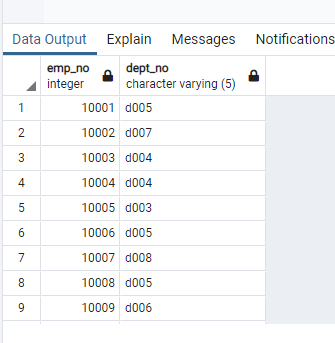 Data Output Explain Messages Notifications
emp_no dept_no
integer character varying (5)
1 10001 d005
2 10002 d007
3 10003 d004
4 10004 d004
5 10005 d003
6 10006 d005
7 10007 d008
8 10008 d005
9 10009 d006